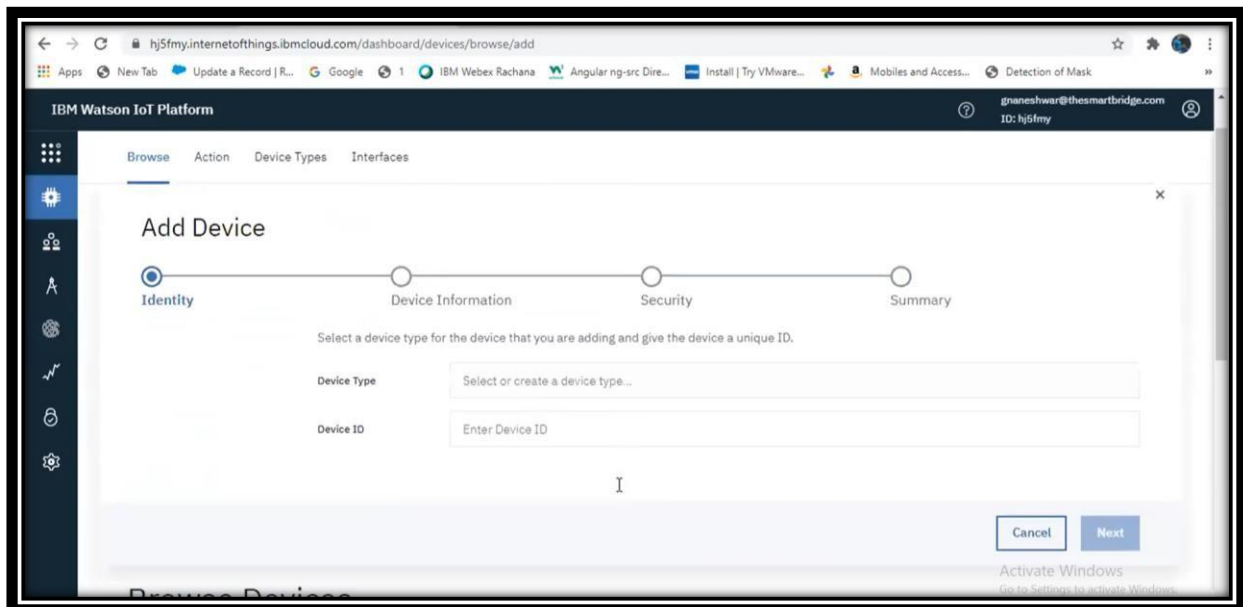 hj5fmy.internetofthings.ibmcloud.com/dashboard/devices/browse/add
Apps New Tab Update a Record | R... Google 1 IBM Webex Rachana Angular ng-src Dire... Install | Try VMware... Mobiles and Access... Detection of Mask »
IBM Watson IoT Platform
gnaneshwar@thesmartbridge.com
ID: hj5fmy
Browse Action Device Types Interfaces
Add Device
Identity Device Information Security Summary
Select a device type for the device that you are adding and give the device a unique ID.
Device Type Select or create a device type...
Device ID Enter Device ID
Cancel Next
Activate Windows
Go to Settings to activate Windows.
Browse Devices